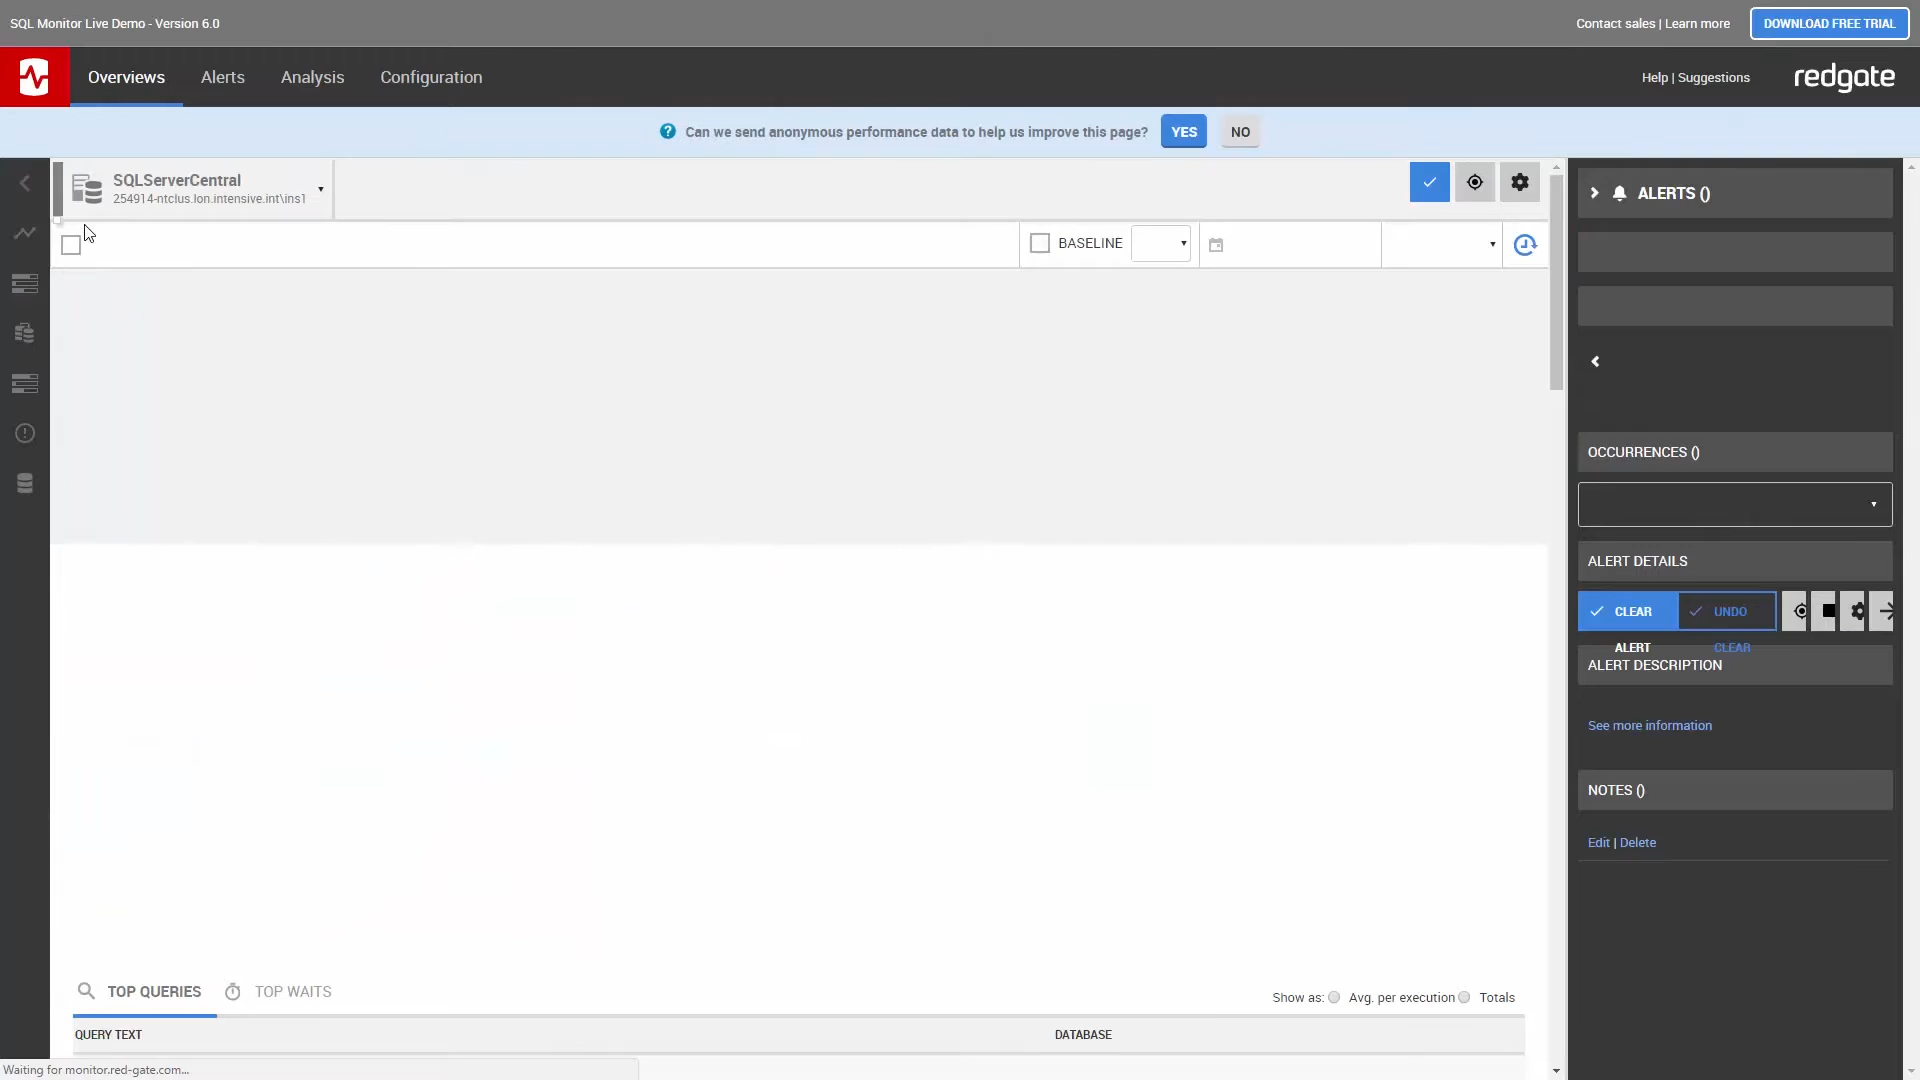 SQL Monitor Live Demo - Version 6.0
Contact sales | Learn more
DOWNLOAD FREE TRIAL
Overviews
Alerts
Analysis
Configuration
Help | Suggestions
redgate
Can we send anonymous performance data to help us improve this page?
YES
NO
SQLServerCentral
254914-ntclus.lon.intensive.int\ins1
BASELINE
ALERTS ()
OCCURRENCES ()
ALERT DETAILS
CLEAR
ALERT
UNDO
CLEAR
ALERT DESCRIPTION
See more information
NOTES ()
Edit | Delete
TOP QUERIES
TOP WAITS
Show as:
Avg. per execution
Totals
QUERY TEXT
DATABASE
Waiting for monitor.red-gate.com...